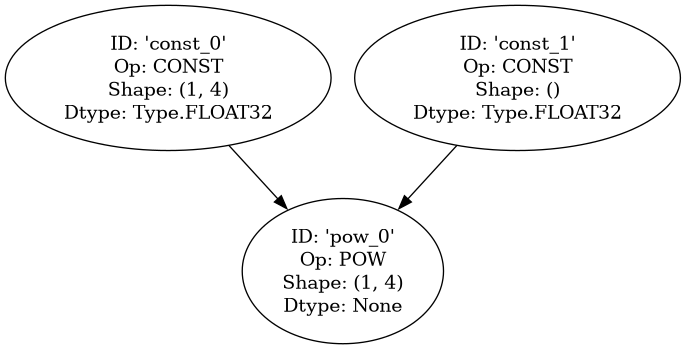 ID: 'const_0'
Op: CONST
Shape: (1, 4)
Dtype: Type.FLOAT32
ID: 'const_1'
Op: CONST
Shape: ()
Dtype: Type.FLOAT32
ID: 'pow_0'
Op: POW
Shape: (1, 4)
Dtype: None